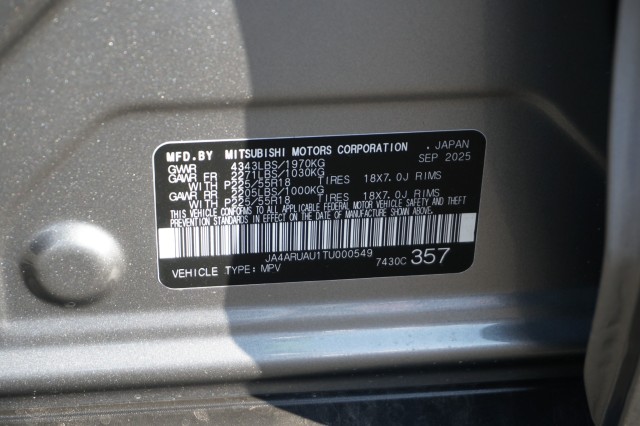 MFD.BY MITSUBISHI MOTORS CORPORATION . JAPAN
GVWR 4343LBS/1970KG SEP 2025
GAWR FR 2271LBS/1030KG
WITH P225/55R18 TIRES 18X7.0J RIMS
GAWR RR 2205LBS/1000KG
WITH P225/55R18 TIRES 18X7.0J RIMS
THIS VEHICLE CONFORMS TO ALL APPLICABLE FEDERAL MOTOR VEHICLE SAFETY AND THEFT
PREVENTION STANDARDS IN EFFECT ON THE DATE OF MANUFACTURE SHOWN ABOVE.
JA4ARUAU1TU000549
VEHICLE TYPE: MPV 7430C 357